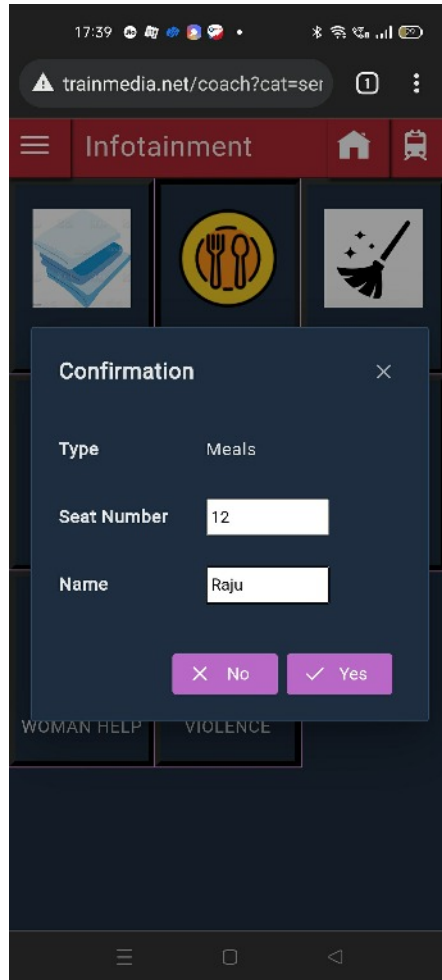 17:39
trainmedia.net/coach?cat=ser
1
Infotainment
Confirmation
Type Meals
Seat Number 12
Name Raju
No Yes
WOMAN HELP VIOLENCE